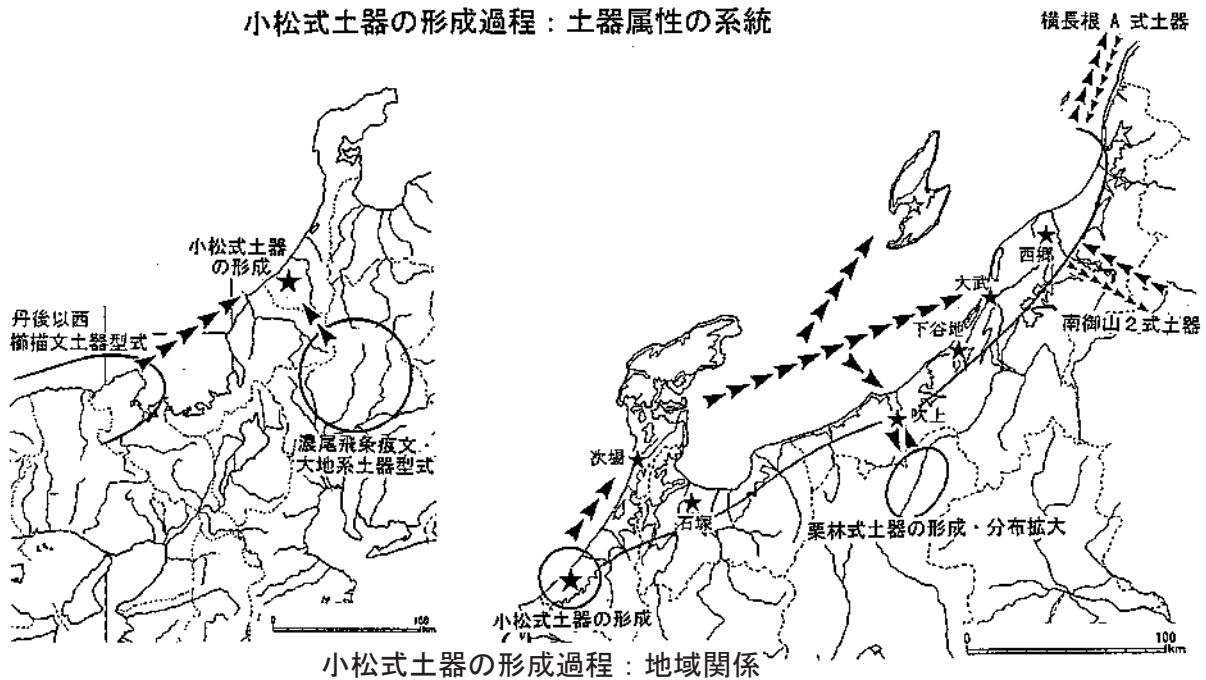 小松式土器の形成過程：土器属性の系統
横長根 A 式土器
小松式土器
の形成
丹後以西
櫛描文土器型式
濃尾飛騨条痕文・
大地系土器型式
0 100
km
西郷
大武
下谷地
南御山２式土器
吹上
次場
石塚
栗林式土器の形成・分布拡大
小松式土器の形成
0 100
km
小松式土器の形成過程：地域関係